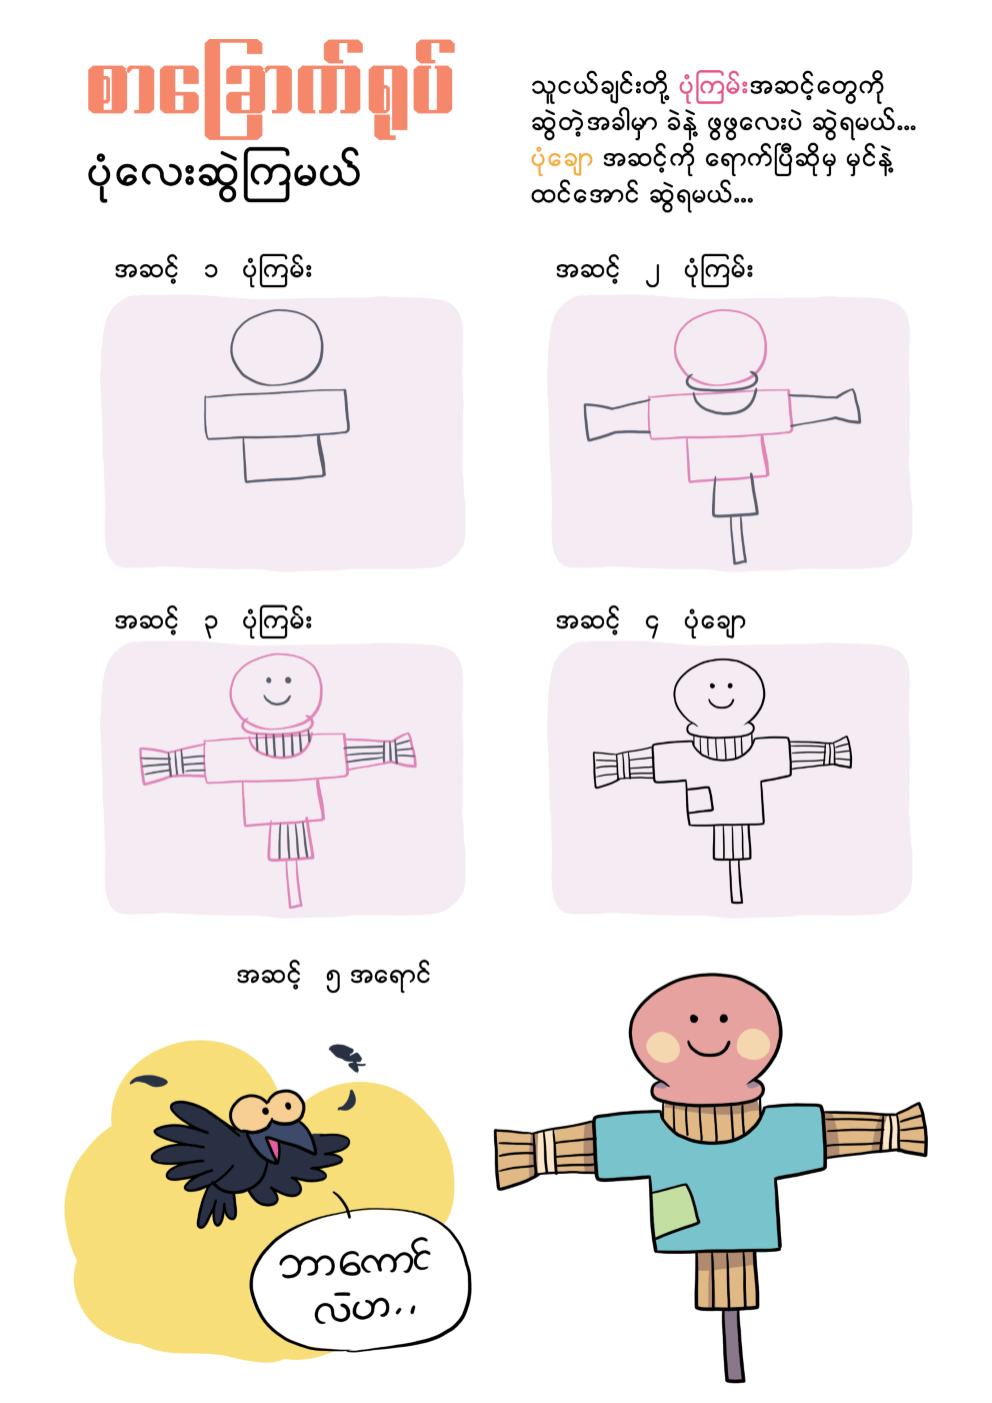 စာခြောက်ရုပ်
ပုံလေးဆွဲကြမယ်
သူငယ်ချင်းတို့ ပုံကြမ်းအဆင့်တွေကို
ဆွဲတဲ့အခါမှာ ခဲနဲ့ ဖွဖွလေးပဲ ဆွဲရမယ်...
ပုံချော အဆင့်ကို ရောက်ပြီဆိုမှ မှင်နဲ့
ထင်အောင် ဆွဲရမယ်...
အဆင့် ၁ ပုံကြမ်း
အဆင့် ၂ ပုံကြမ်း
အဆင့် ၃ ပုံကြမ်း
အဆင့် ၄ ပုံချော
အဆင့် ၅ အရောင်
ဘာကောင်
လဲဟ..